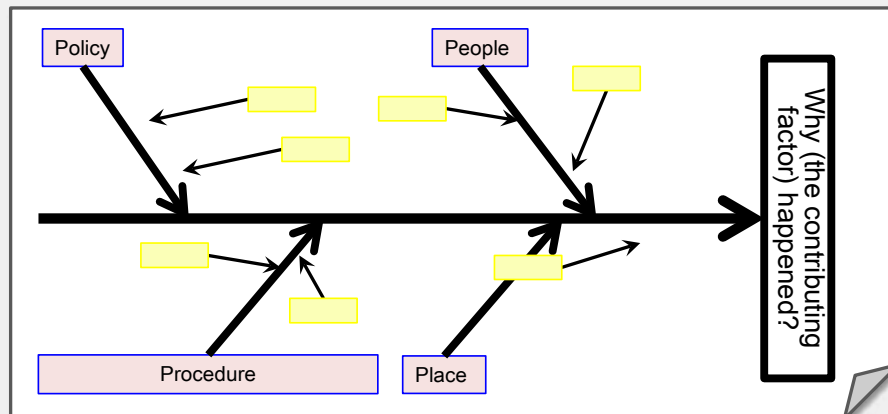 Policy
People
Why (the contributing
factor) happened?
Procedure
Place